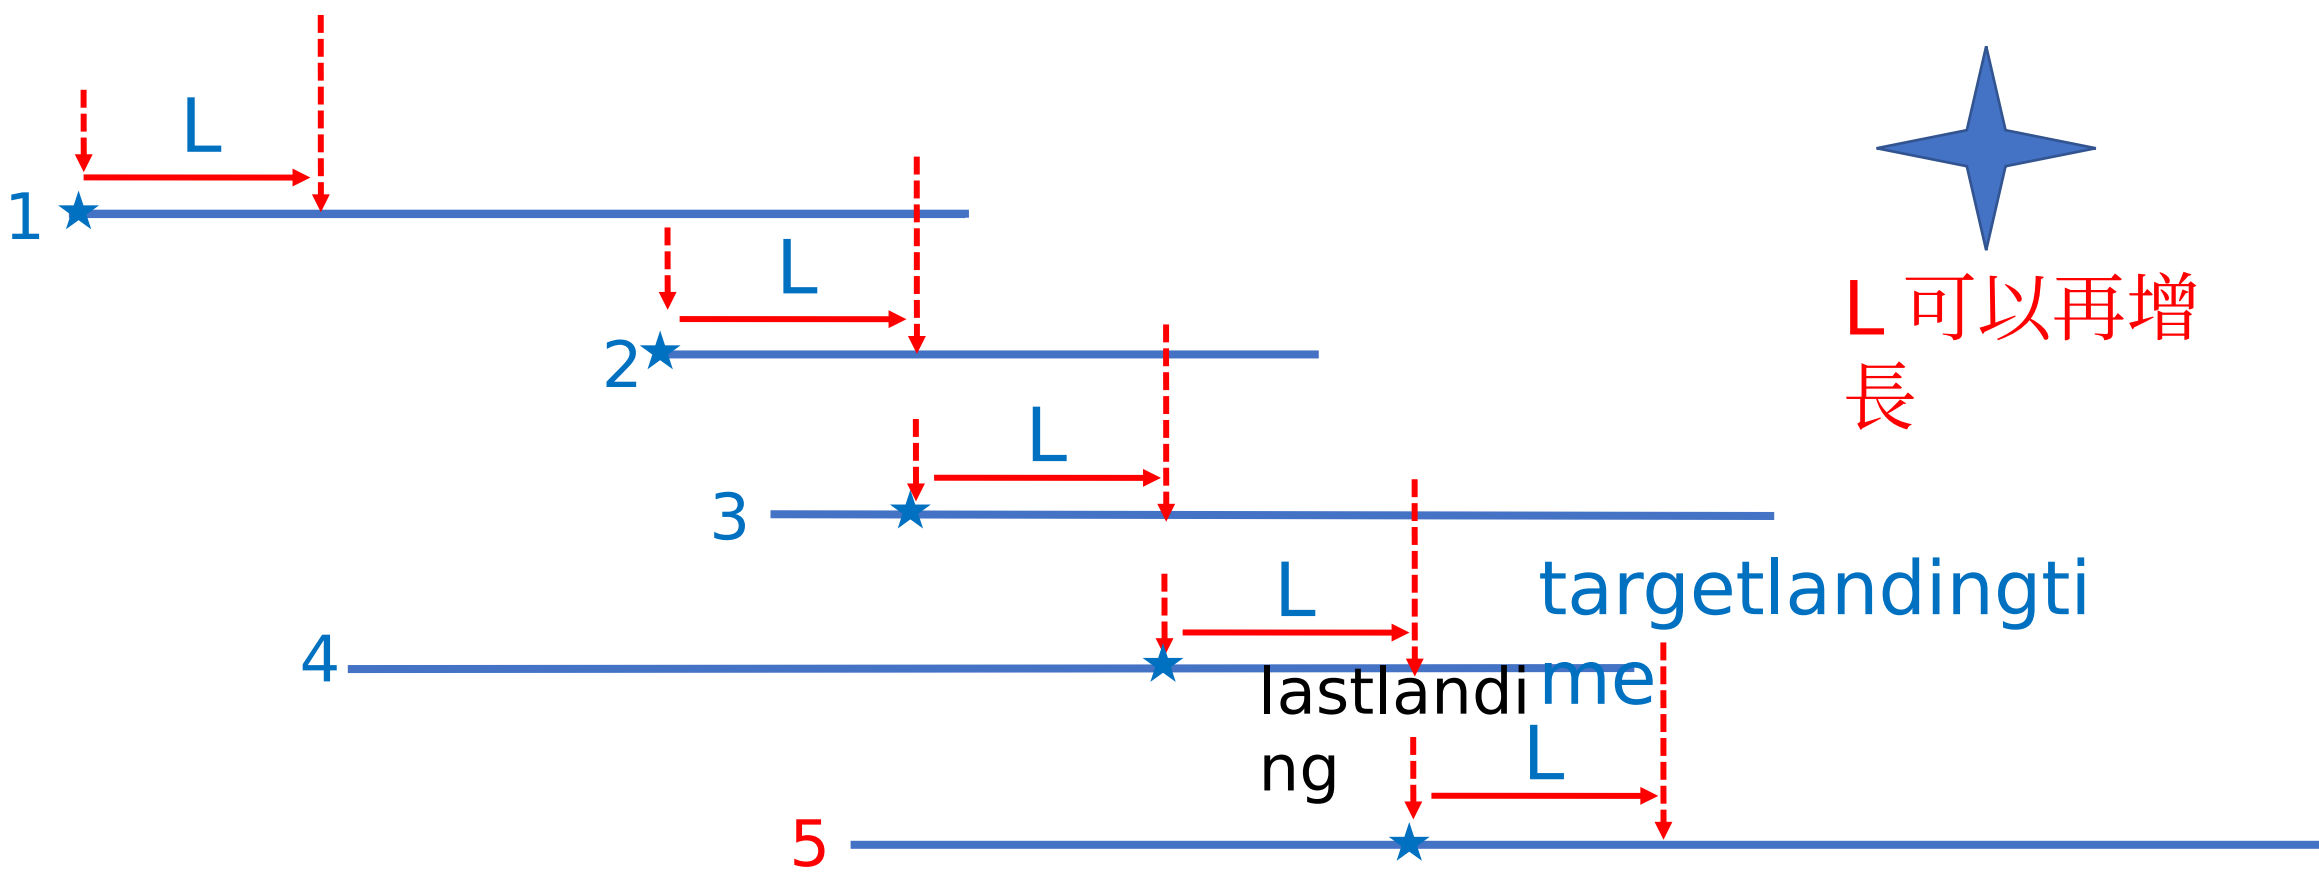 L
1
L
2
L 可以再增
長
L
3
L
targetlandingti
me
4
lastlandi
ng
L
5